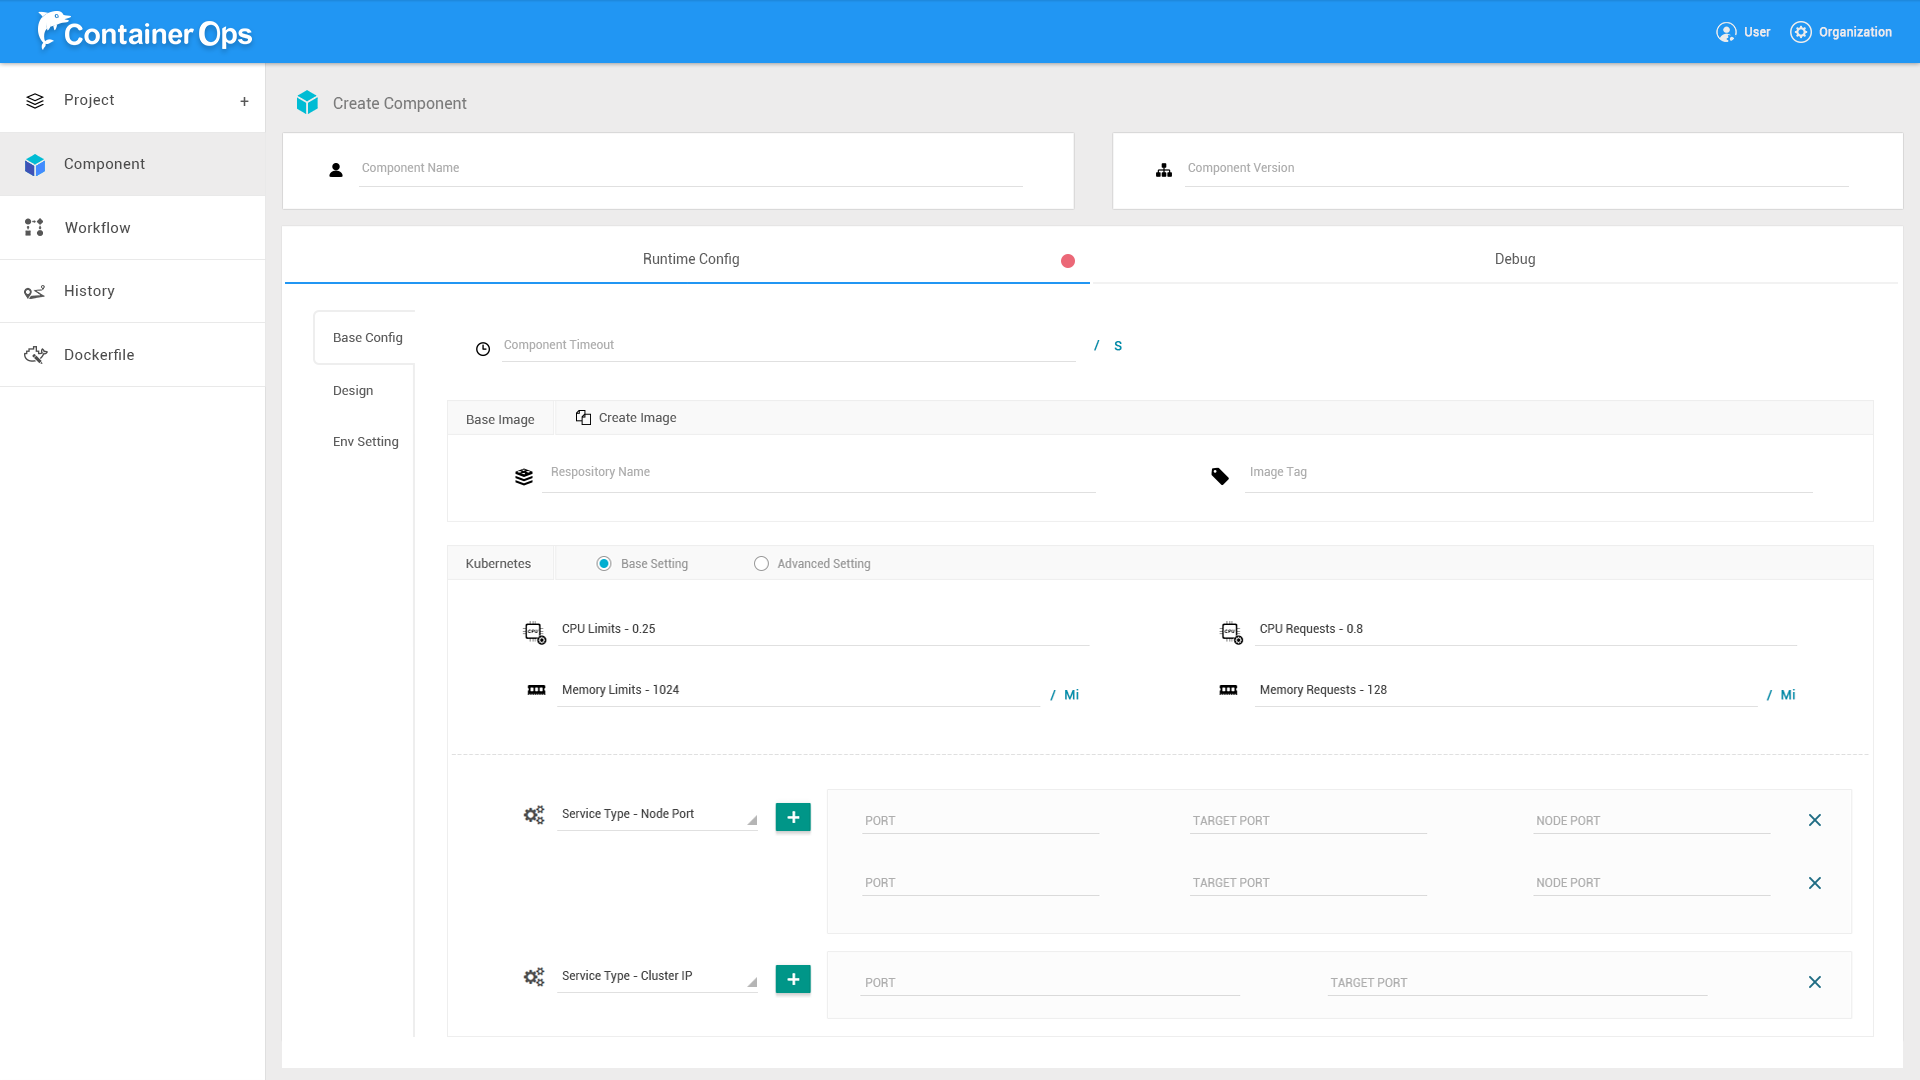 Container Ops
User
Organization
Project +
Component
Workflow
History
Dockerfile
Create Component
Component Name
Component Version
Runtime Config
Debug
Base Config
Design
Env Setting
Component Timeout
/ S
Base Image
Create Image
Respository Name
Image Tag
Kubernetes
Base Setting
Advanced Setting
CPU
CPU Limits - 0.25
CPU
CPU Requests - 0.8
Memory Limits - 1024
/ Mi
Memory Requests - 128
/ Mi
Service Type - Node Port
+
PORT
TARGET PORT
NODE PORT
PORT
TARGET PORT
NODE PORT
Service Type - Cluster IP
+
PORT
TARGET PORT